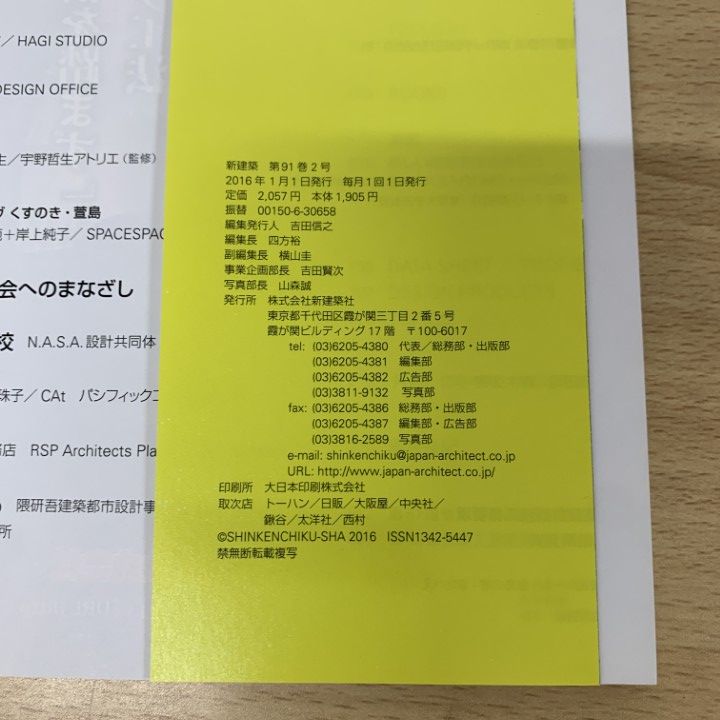 / HAGI STUDIO
DESIGN OFFICE
生/宇野哲生アトリエ(監修)
くすのき・萱島
+岸上純子/ SPACESPAC
会へのまなざし
校 N.A.S.A.設計共同体
珠子/ CAt パシフィックコ
店 RSP Architects Pla
隈研吾建築都市設計事
所
新建築 第91巻2号
2016年1月1日発行 毎月1回1日発行
定価 2,057円 本体1,905円
振替 00150-6-30658
編集発行人 吉田信之
編集長 四方裕
副編集長 横山圭
事業企画部長 吉田賢次
写真部長 山森誠
発行所 株式会社新建築社
東京都千代田区霞が関三丁目2番5号
霞が関ビルディング17階 〒100-6017
tel: (03)6205-4380 代表/総務部・出版部
(03)6205-4381 編集部
(03)6205-4382 広告部
(03)3811-9132 写真部
fax: (03)6205-4386 総務部・出版部
(03)6205-4387 編集部・広告部
(03)3816-2589 写真部
e-mail: shinkenchiku@japan-architect.co.jp
URL: http://www.japan-architect.co.jp/
印刷所 大日本印刷株式会社
取次店 トーハン/日販/大阪屋/中央社/
鍬谷/太洋社/西村
©SHINKENCHIKU-SHA 2016 ISSN1342-5447
禁無断転載複写